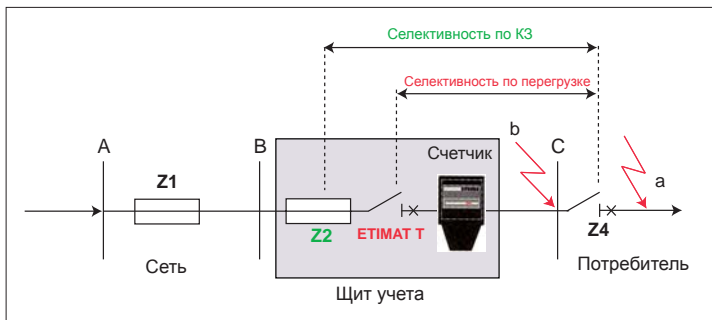 Селективность по КЗ
Селективность по перегрузке
A
B
b
C
Счетчик
Z1
a
Z2
ETIMAT T
Z4
Сеть
Потребитель
Щит учета